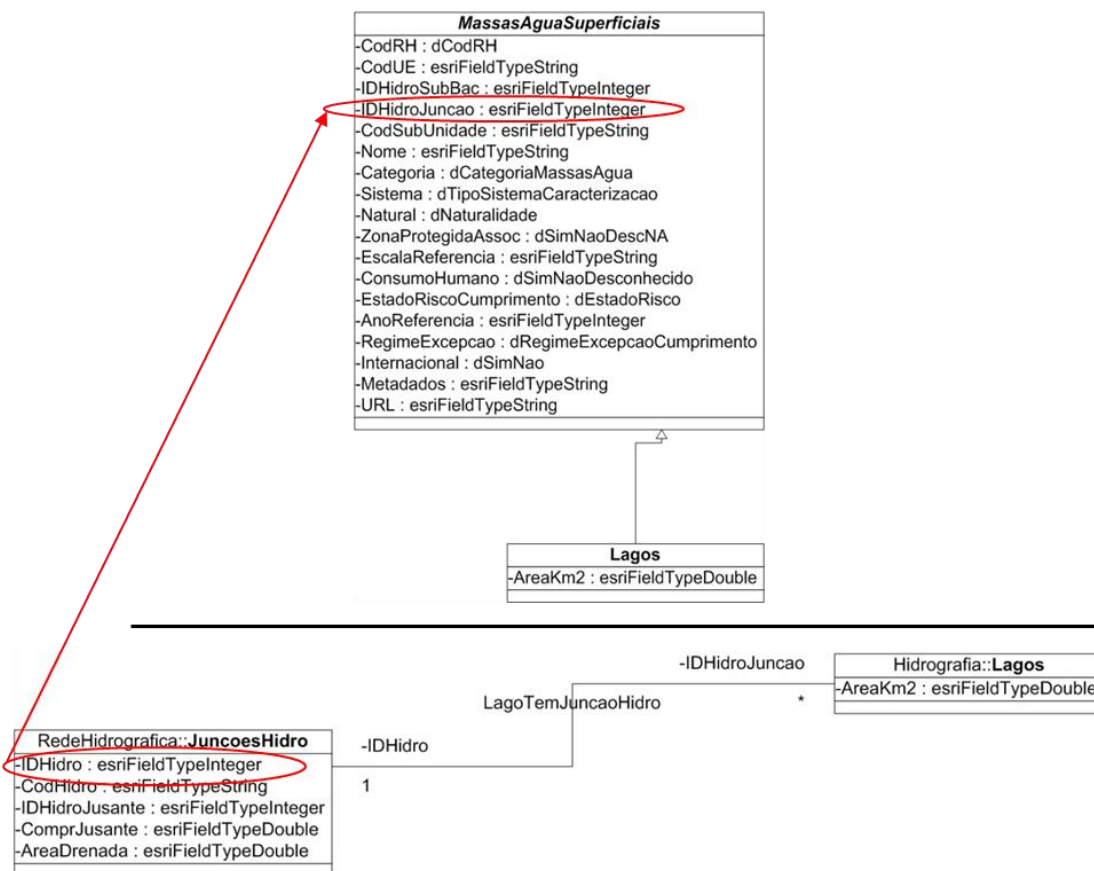 MassasAguaSuperficiais
-CodRH : dCodRH
-CodUE : esriFieldTypeString
-IDHidroSubBac : esriFieldTypeInteger
-IDHidroJuncao : esriFieldTypeInteger
-CodSubUnidade : esriFieldTypeString
-Nome : esriFieldTypeString
-Categoria : dCategoriaMassasAgua
-Sistema : dTipoSistemaCaracterizacao
-Natural : dNaturalidade
-ZonaProtegidaAssoc : dSimNaoDescNA
-EscalaReferencia : esriFieldTypeString
-ConsumoHumano : dSimNaoDesconhecido
-EstadoRiscoCumprimento : dEstadoRisco
-AnoReferencia : esriFieldTypeInteger
-RegimeExcepcao : dRegimeExcepcaoCumprimento
-Internacional : dSimNao
-Metadados : esriFieldTypeString
-URL : esriFieldTypeString
Lagos
-AreaKm2 : esriFieldTypeDouble
-IDHidroJuncao
LagoTemJuncaoHidro
*
Hidrografia::Lagos
-AreaKm2 : esriFieldTypeDouble
-IDHidro
1
RedeHidrografica::JuncoesHidro
-IDHidro : esriFieldTypeInteger
-CodHidro : esriFieldTypeString
-IDHidroJusante : esriFieldTypeInteger
-ComprJusante : esriFieldTypeDouble
-AreaDrenada : esriFieldTypeDouble